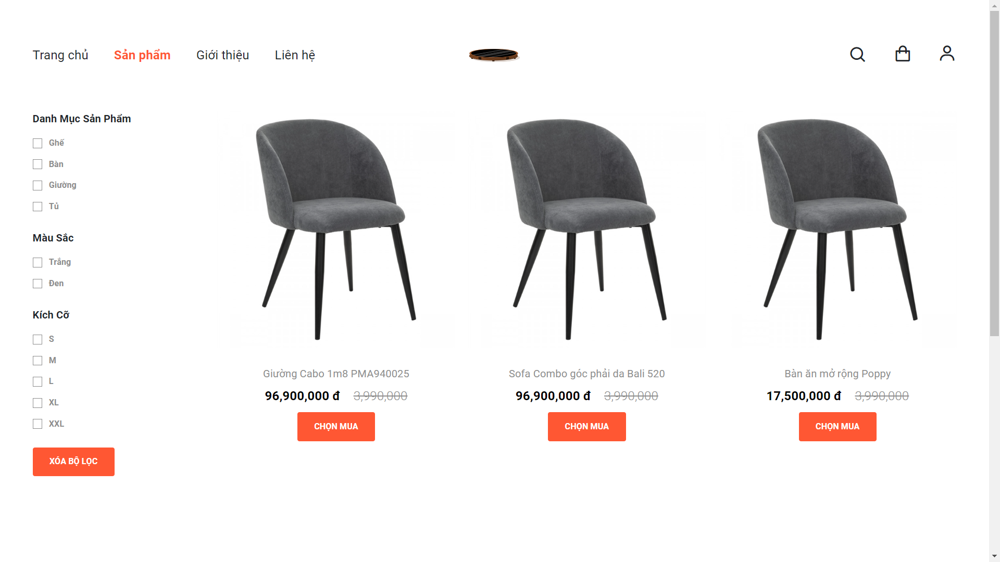 Trang chủ Sản phẩm Giới thiệu Liên hệ
Danh Mục Sản Phẩm
Ghế
Bàn
Giường
Tủ
Màu Sắc
Trắng
Đen
Kích Cỡ
S
M
L
XL
XXL
XÓA BỘ LỌC
Giường Cabo 1m8 PMA940025
96,900,000 đ 3,990,000
CHỌN MUA
Sofa Combo góc phải da Bali 520
96,900,000 đ 3,990,000
CHỌN MUA
Bàn ăn mở rộng Poppy
17,500,000 đ 3,990,000
CHỌN MUA